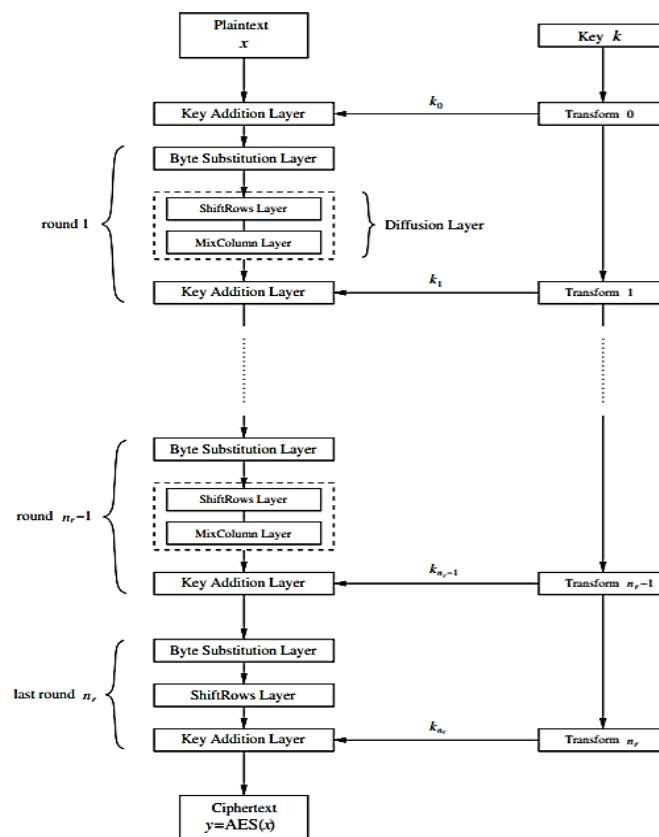 Plaintext
x
Key k
Key Addition Layer
k₀
Transform 0
Byte Substitution Layer
round 1
ShiftRows Layer
MixColumn Layer
Diffusion Layer
Key Addition Layer
k₁
Transform 1
Byte Substitution Layer
round nᵣ−1
ShiftRows Layer
MixColumn Layer
Key Addition Layer
kₙᵣ₋₁
Transform nᵣ−1
Byte Substitution Layer
last round nᵣ
ShiftRows Layer
Key Addition Layer
kₙᵣ
Transform nᵣ
Ciphertext
y=AES(x)